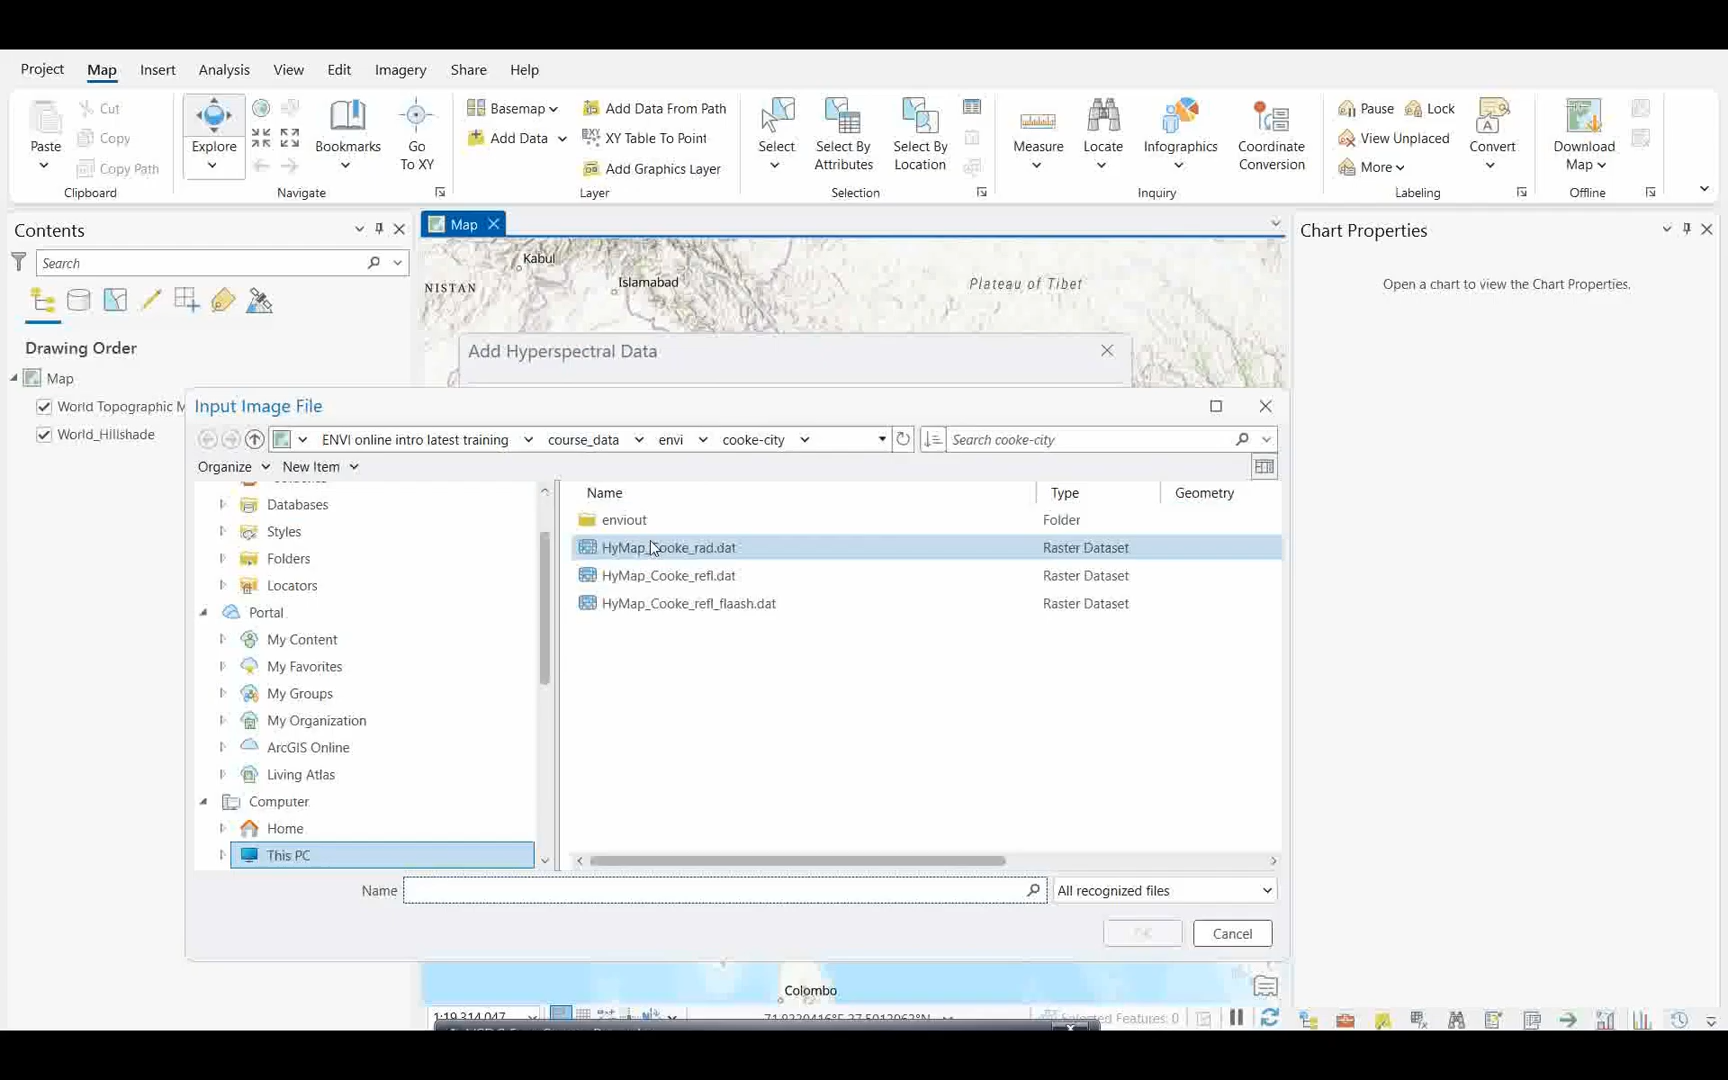 Project Map Insert Analysis View Edit Imagery Share Help
Cut
Copy
Copy Path
Paste
Clipboard
Explore
Bookmarks
Go
To XY
Navigate
Basemap
Add Data
Add Data From Path
XY Table To Point
Add Graphics Layer
Layer
Select
Select By
Attributes
Select By
Location
Selection
Measure
Locate
Infographics
Coordinate
Conversion
Inquiry
Pause Lock
View Unplaced
More
Convert
Labeling
Download
Map
Offline
Contents
Search
Drawing Order
Map
World Topographic M
World_Hillshade
Map
Kabul
Islamabad
NISTAN
Plateau of Tibet
Chart Properties
Open a chart to view the Chart Properties.
Add Hyperspectral Data
Input Image File
ENVI online intro latest training course_data envi cooke-city
Search cooke-city
Organize New Item
Databases
Styles
Folders
Locators
Portal
My Content
My Favorites
My Groups
My Organization
ArcGIS Online
Living Atlas
Computer
Home
This PC
Name Type Geometry
enviout Folder
HyMap_Cooke_rad.dat Raster Dataset
HyMap_Cooke_refl.dat Raster Dataset
HyMap_Cooke_refl_flaash.dat Raster Dataset
Name
All recognized files
Cancel
Colombo
1:19,314,047
Selected Features: 0